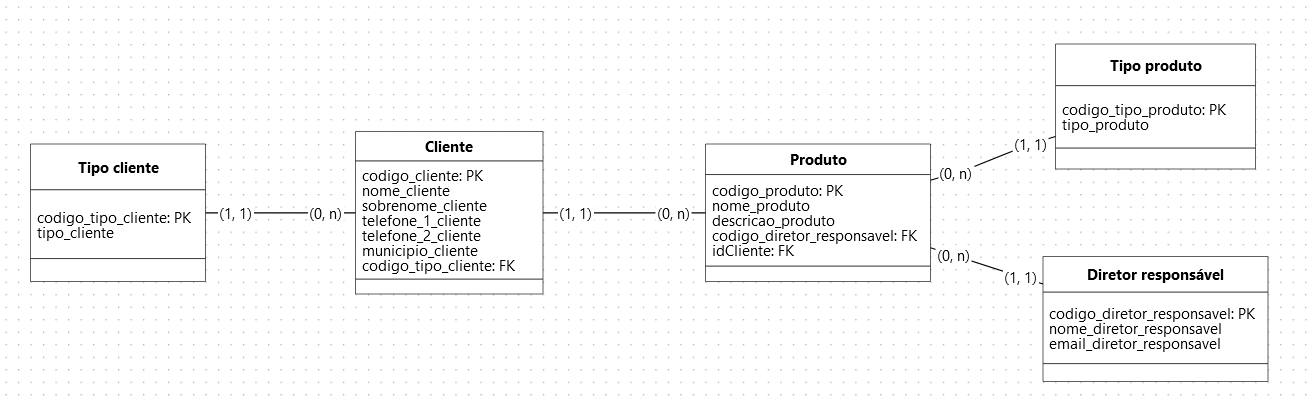 Tipo cliente
codigo_tipo_cliente: PK
tipo_cliente
(1, 1)
(0, n)
Cliente
codigo_cliente: PK
nome_cliente
sobrenome_cliente
telefone_1_cliente
telefone_2_cliente
municipio_cliente
codigo_tipo_cliente: FK
(1, 1)
(0, n)
Produto
codigo_produto: PK
nome_produto
descricao_produto
codigo_diretor_responsavel: FK
idCliente: FK
(0, n)
(1, 1)
Tipo produto
codigo_tipo_produto: PK
tipo_produto
(0, n)
(1, 1)
Diretor responsável
codigo_diretor_responsavel: PK
nome_diretor_responsavel
email_diretor_responsavel